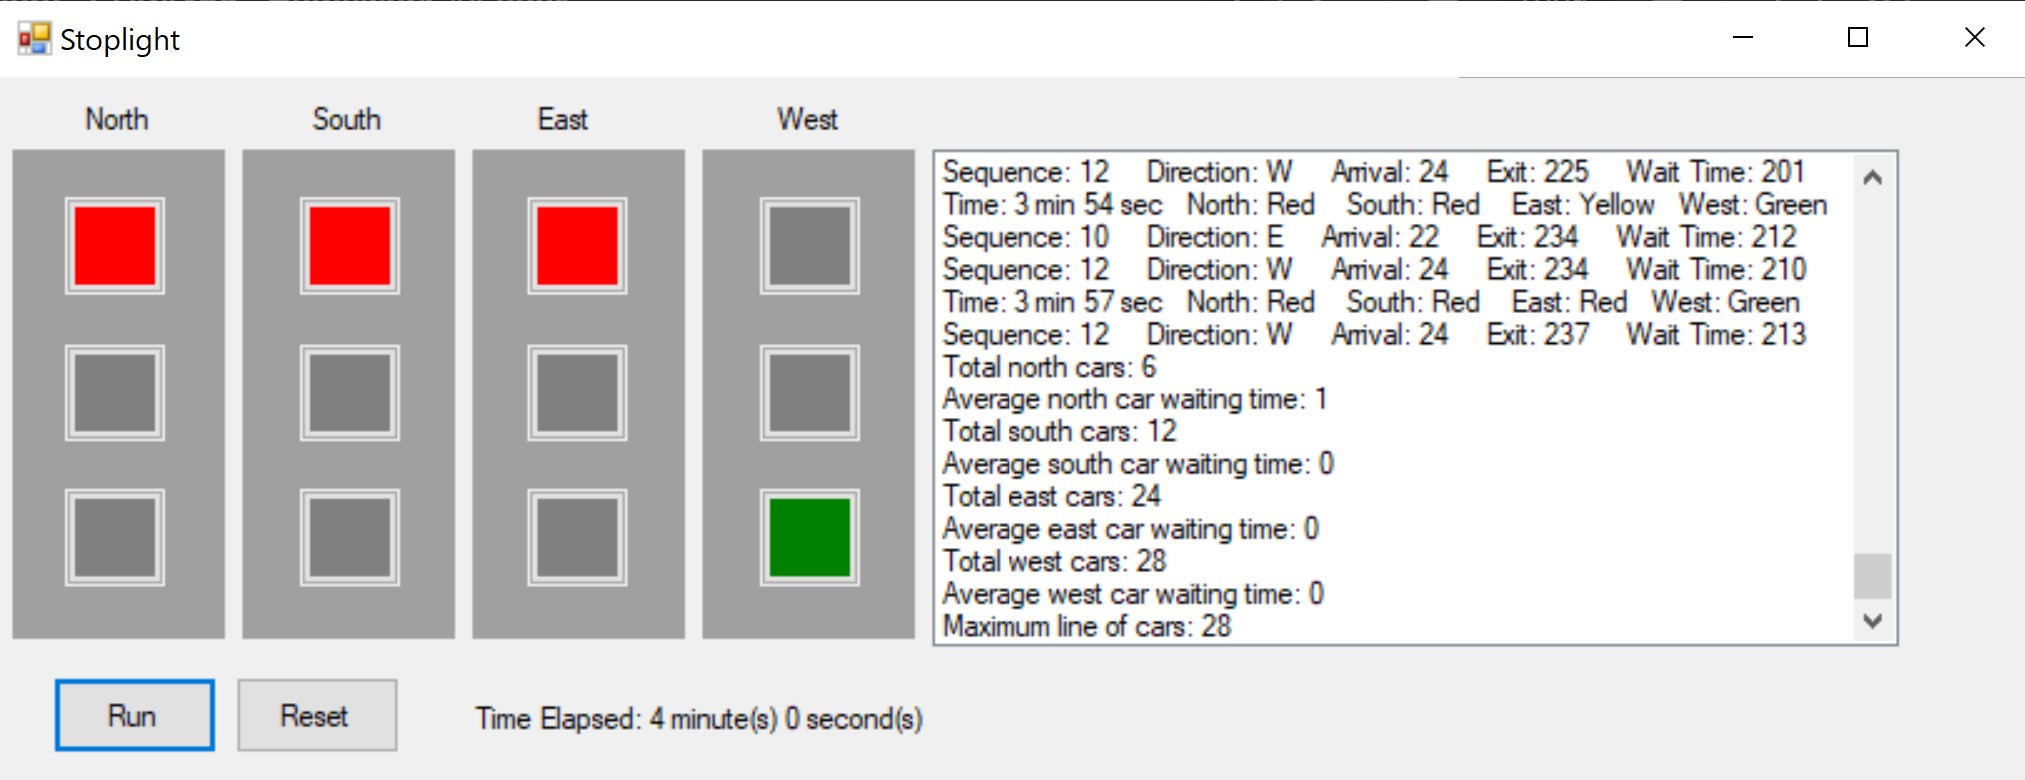 Stoplight
North South East West
Sequence: 12 Direction: W Arrival: 24 Exit: 225 Wait Time: 201
Time: 3 min 54 sec North: Red South: Red East: Yellow West: Green
Sequence: 10 Direction: E Arrival: 22 Exit: 234 Wait Time: 212
Sequence: 12 Direction: W Arrival: 24 Exit: 234 Wait Time: 210
Time: 3 min 57 sec North: Red South: Red East: Red West: Green
Sequence: 12 Direction: W Arrival: 24 Exit: 237 Wait Time: 213
Total north cars: 6
Average north car waiting time: 1
Total south cars: 12
Average south car waiting time: 0
Total east cars: 24
Average east car waiting time: 0
Total west cars: 28
Average west car waiting time: 0
Maximum line of cars: 28
Run Reset Time Elapsed: 4 minute(s) 0 second(s)